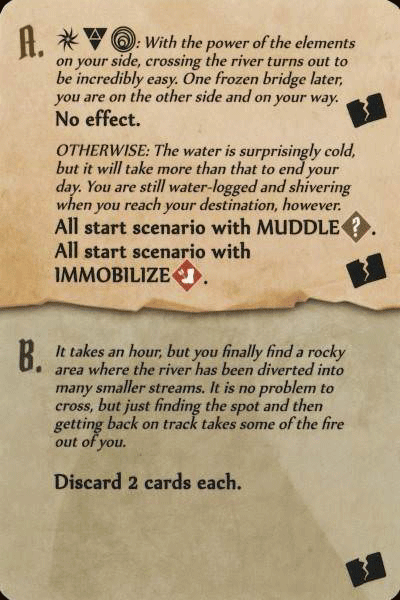 A. : With the power of the elements
on your side, crossing the river turns out to
be incredibly easy. One frozen bridge later,
you are on the other side and on your way.
No effect.
OTHERWISE: The water is surprisingly cold,
but it will take more than that to end your
day. You are still water-logged and shivering
when you reach your destination, however.
All start scenario with MUDDLE ?.
All start scenario with
IMMOBILIZE.
B. It takes an hour, but you finally find a rocky
area where the river has been diverted into
many smaller streams. It is no problem to
cross, but just finding the spot and then
getting back on track takes some of the fire
out of you.
Discard 2 cards each.